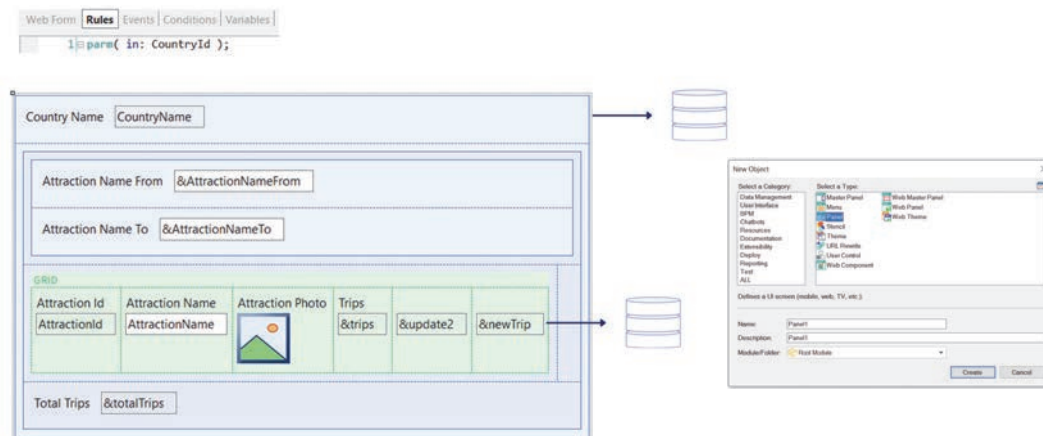 Web Form | Rules | Events | Conditions | Variables |
1 parm( in: CountryId );
Country Name CountryName
Attraction Name From &AttractionNameFrom
Attraction Name To &AttractionNameTo
GRID
Attraction Id Attraction Name Attraction Photo Trips
AttractionId AttractionName &trips &update2 &newTrip
Total Trips &totalTrips
New Object
Select a Category: Select a Type:
Data Management Master Panel Web Master Panel
User Interface Menu Web Panel
BPM Panel Web Theme
Chatbots Stencil
Resources Theme
Documentation URL Rewrite
Extensibility User Control
Deploy Web Component
Reporting
Test
ALL
Defines a UI screen (mobile, web, TV, etc.)
Name: Panel1
Description: Panel1
Module/Folder: Root Module
Create Cancel